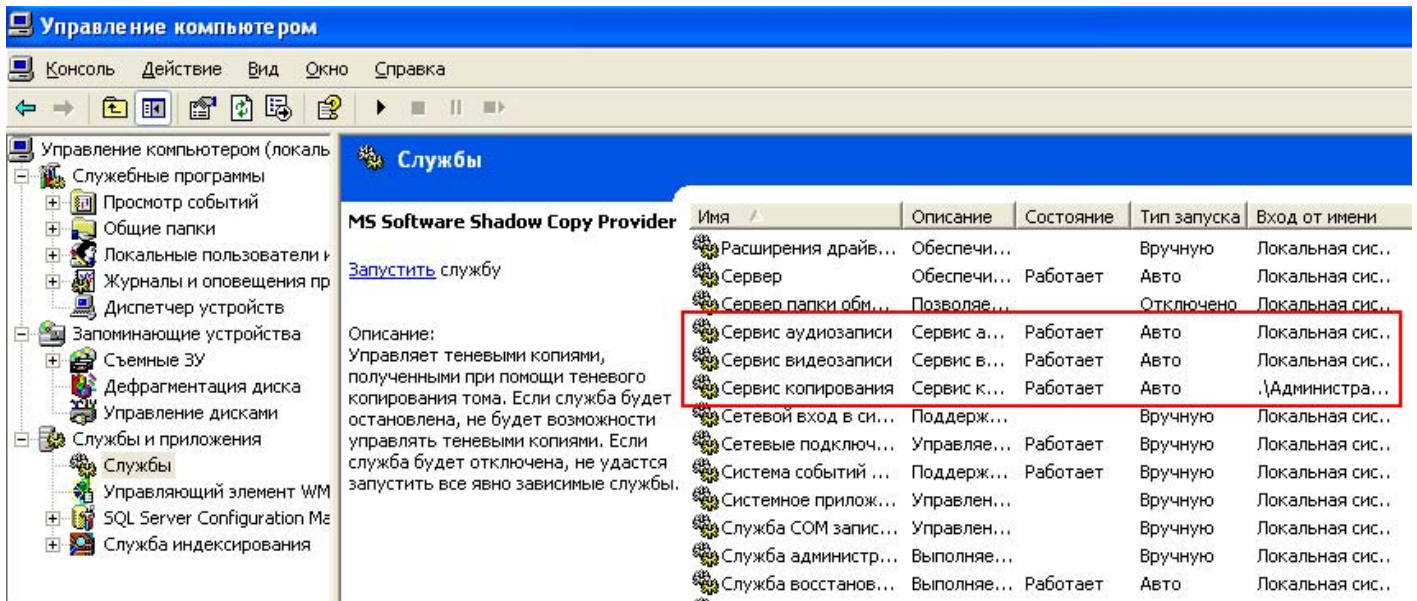 Управление компьютером
Консоль Действие Вид Окно Справка
Управление компьютером (локаль
Служебные программы
Просмотр событий
Общие папки
Локальные пользователи и
Журналы и оповещения пр
Диспетчер устройств
Запоминающие устройства
Съемные ЗУ
Дефрагментация диска
Управление дисками
Службы и приложения
Службы
Управляющий элемент WM
SQL Server Configuration Ma
Служба индексирования
Службы
MS Software Shadow Copy Provider
Запустить службу
Описание:
Управляет теневыми копиями,
полученными при помощи теневого
копирования тома. Если служба будет
остановлена, не будет возможности
управлять теневыми копиями. Если
служба будет отключена, не удастся
запустить все явно зависимые службы.
Имя Описание Состояние Тип запуска Вход от имени
Расширения драйв... Обеспечи... Вручную Локальная сис...
Сервер Обеспечи... Работает Авто Локальная сис...
Сервер папки обм... Позволяе... Отключено Локальная сис...
Сервис аудиозаписи Сервис а... Работает Авто Локальная сис...
Сервис видеозаписи Сервис в... Работает Авто Локальная сис...
Сервис копирования Сервис к... Работает Авто .\Администра...
Сетевой вход в си... Поддерж... Вручную Локальная сис...
Сетевые подключ... Управляе... Работает Вручную Локальная сис...
Система событий ... Поддерж... Работает Вручную Локальная сис...
Системное прилож... Управлен... Вручную Локальная сис...
Служба COM запис... Управлен... Вручную Локальная сис...
Служба администр... Выполняе... Вручную Локальная сис...
Служба восстанов... Выполняе... Работает Авто Локальная сис...